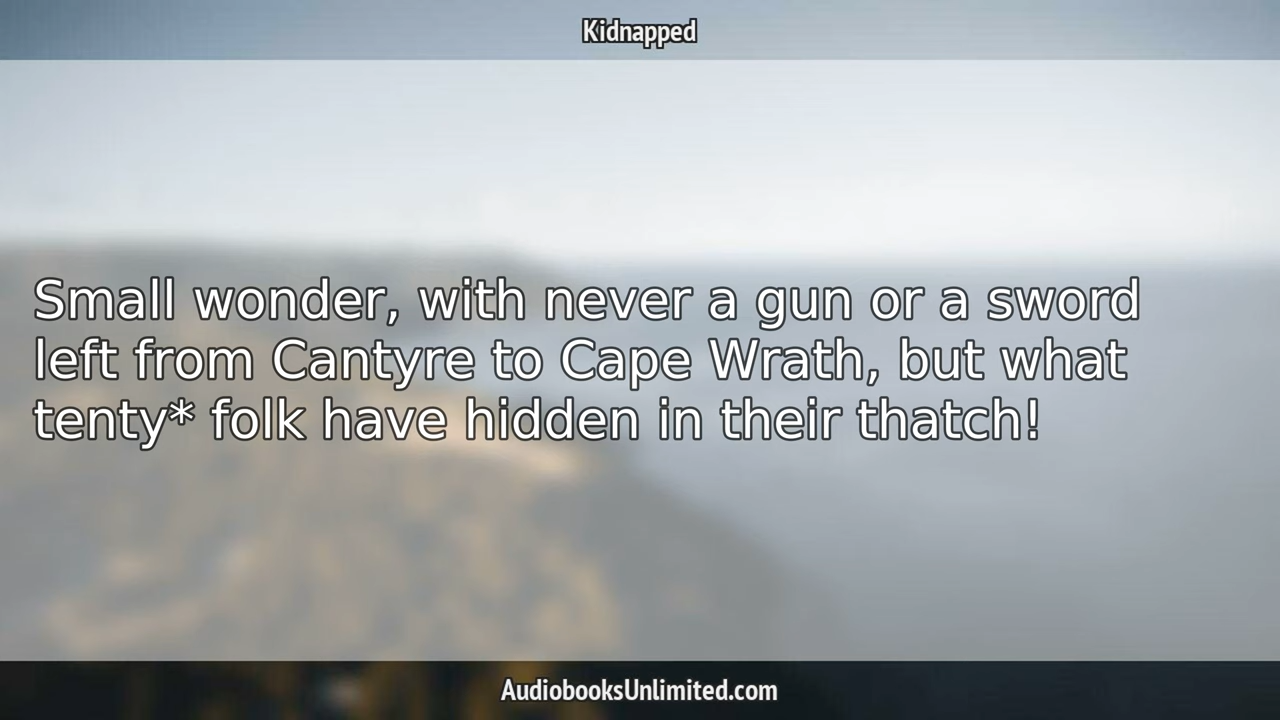 Kidnapped
Small wonder, with never a gun or a sword
left from Cantyre to Cape Wrath, but what
tenty* folk have hidden in their thatch!
AudiobooksUnlimited.com